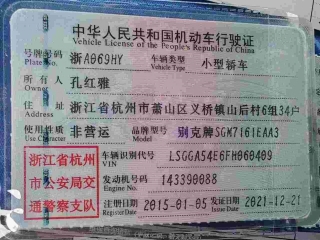 中华人民共和国机动车行驶证
Vehicle License of the People's Republic of China
号牌号码 浙A069HY 车辆类型 小型轿车
Plate No. Vehicle Type
所有人 孔红雅
Owner
住址 浙江省杭州市萧山区义桥镇山后村6组34户
Address
使用性质 非营运 品牌型号 别克牌SGM7161EAA3
Use Character Model
浙江省杭州
市公安局交
通警察支队
车辆识别代号 LSGGA54E6FH060409
VIN
发动机号码 143390088
Engine No.
注册日期 2015-01-05 发证日期 2021-12-21
Register Date Issue Date